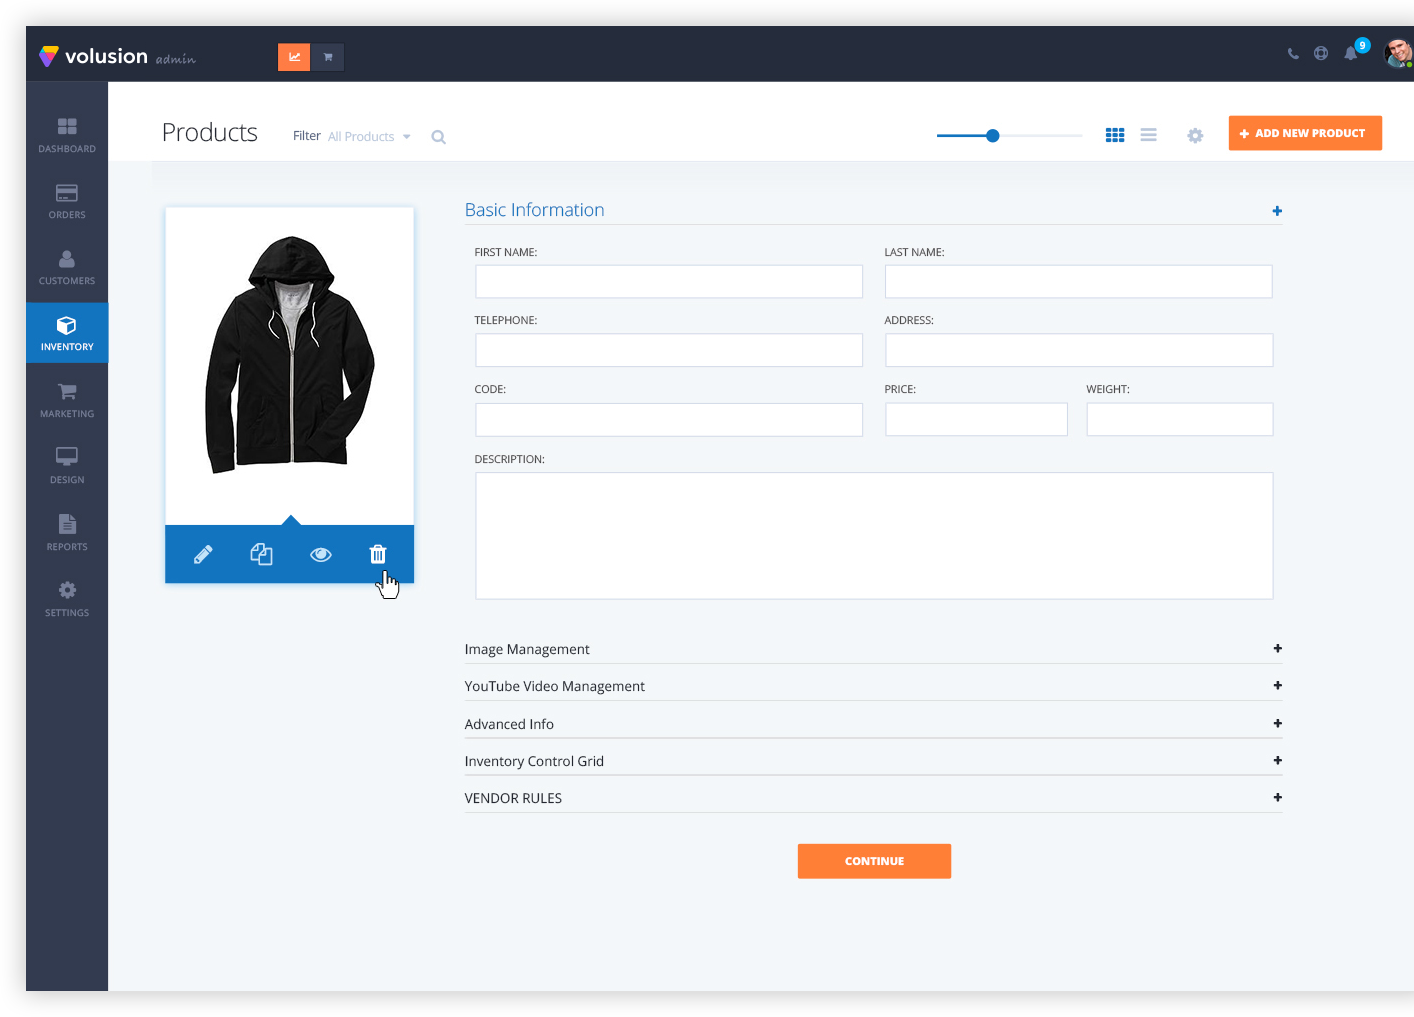 volusion admin
9
Products
Filter All Products
ADD NEW PRODUCT
DASHBOARD
ORDERS
CUSTOMERS
INVENTORY
MARKETING
DESIGN
REPORTS
SETTINGS
Basic Information
FIRST NAME:
LAST NAME:
TELEPHONE:
ADDRESS:
CODE:
PRICE:
WEIGHT:
DESCRIPTION:
Image Management
YouTube Video Management
Advanced Info
Inventory Control Grid
VENDOR RULES
CONTINUE